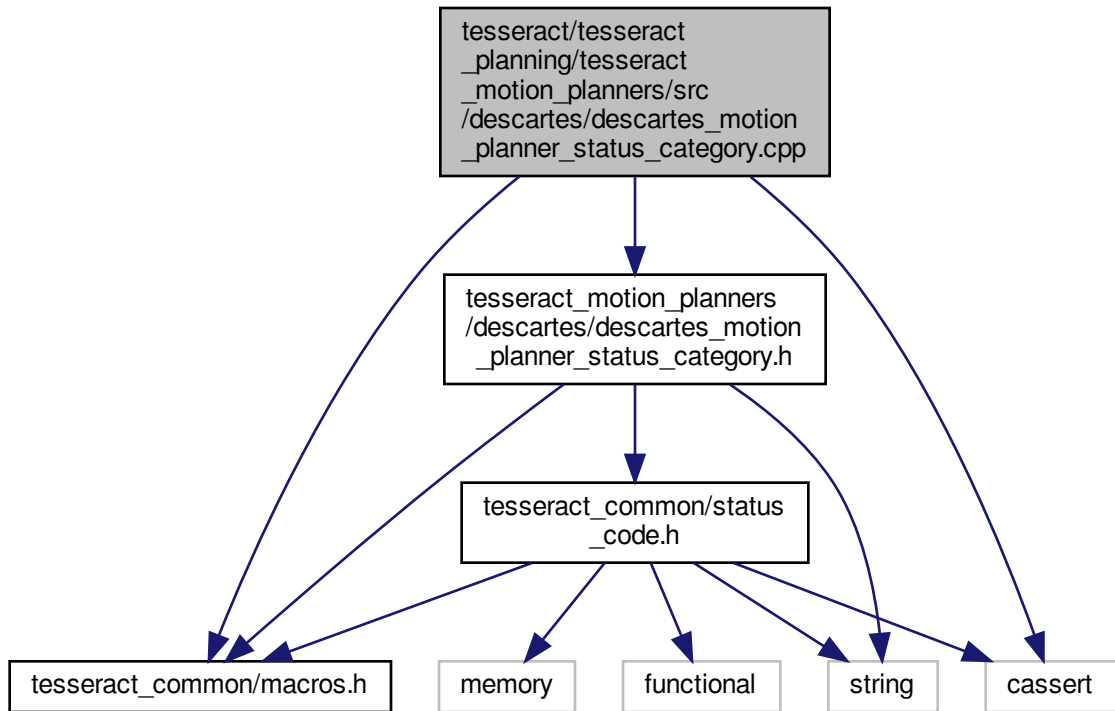 tesseract/tesseract
_planning/tesseract
_motion_planners/src
/descartes/descartes_motion
_planner_status_category.cpp
tesseract_motion_planners
/descartes/descartes_motion
_planner_status_category.h
tesseract_common/status
_code.h
tesseract_common/macros.h
memory
functional
string
cassert